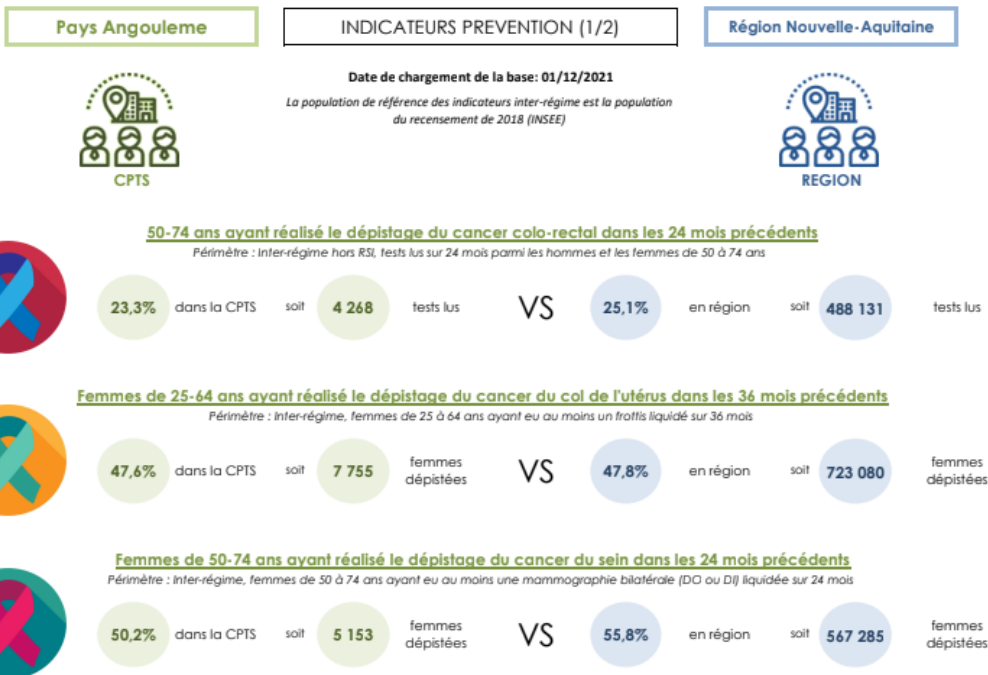 Pays Angouleme
INDICATEURS PREVENTION (1/2)
Région Nouvelle-Aquitaine
Date de chargement de la base: 01/12/2021
La population de référence des indicateurs inter-régime est la population
du recensement de 2018 (INSEE)
CPTS
REGION
50-74 ans ayant réalisé le dépistage du cancer colo-rectal dans les 24 mois précédents
Périmètre : Inter-régime hors RSI, tests lus sur 24 mois parmi les hommes et les femmes de 50 à 74 ans
23,3% dans la CPTS soit 4 268 tests lus VS 25,1% en région soit 488 131 tests lus
Femmes de 25-64 ans ayant réalisé le dépistage du cancer du col de l'utérus dans les 36 mois précédents
Périmètre : Inter-régime, femmes de 25 à 64 ans ayant eu au moins un frottis liquidé sur 36 mois
47,6% dans la CPTS soit 7 755 femmes dépistées VS 47,8% en région soit 723 080 femmes dépistées
Femmes de 50-74 ans ayant réalisé le dépistage du cancer du sein dans les 24 mois précédents
Périmètre : Inter-régime, femmes de 50 à 74 ans ayant eu au moins une mammographie bilatérale (DO ou DI) liquidée sur 24 mois
50,2% dans la CPTS soit 5 153 femmes dépistées VS 55,8% en région soit 567 285 femmes dépistées